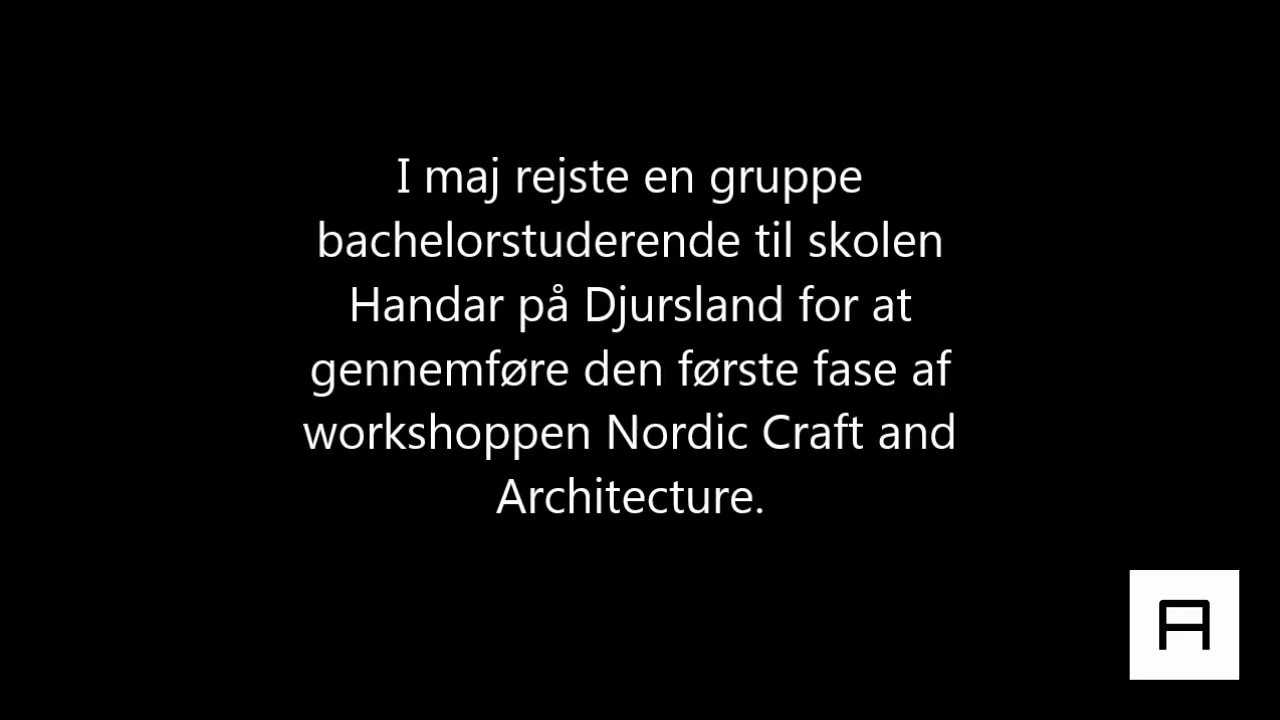 I maj rejste en gruppe
bachelorstuderende til skolen
Handar på Djursland for at
gennemføre den første fase af
workshoppen Nordic Craft and
Architecture.
A